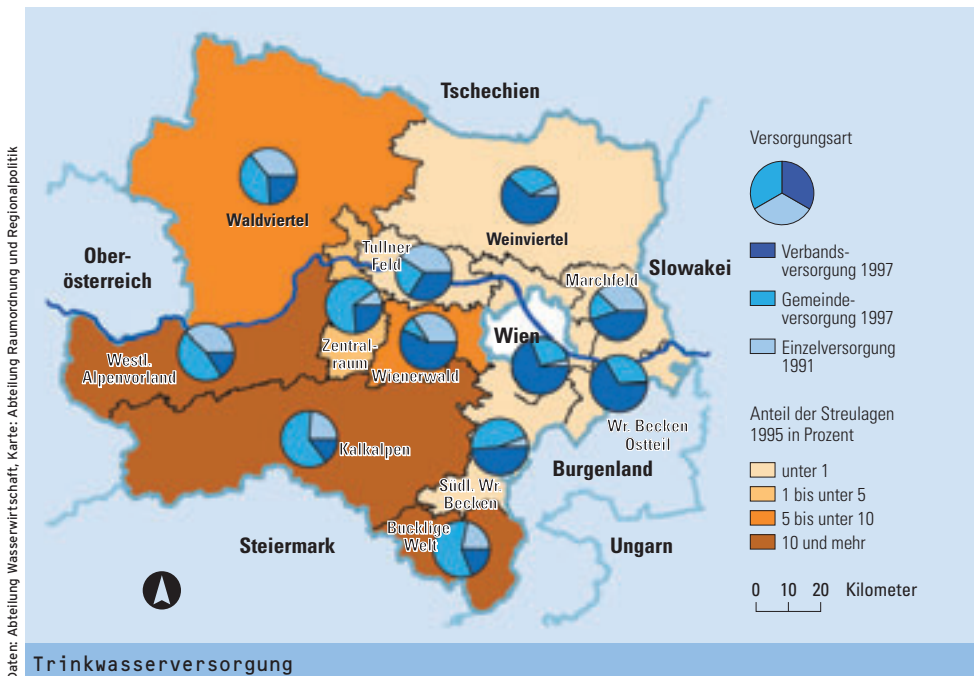 Tschechien
Waldviertel
Weinviertel
Ober-
österreich
Tullner
Feld
Slowakei
Marchfeld
Wien
Westl.
Alpenvorland
Zentral-
raum
Wienerwald
Wr. Becken
Ostteil
Kalkalpen
Burgenland
Südl. Wr.
Becken
Bucklige
Welt
Steiermark
Ungarn
Versorgungsart
Verbands-
versorgung 1997
Gemeinde-
versorgung 1997
Einzelversorgung
1991
Anteil der Streulagen
1995 in Prozent
unter 1
1 bis unter 5
5 bis unter 10
10 und mehr
0 10 20 Kilometer
Daten: Abteilung Wasserwirtschaft, Karte: Abteilung Raumordnung und Regionalpolitik
Trinkwasserversorgung